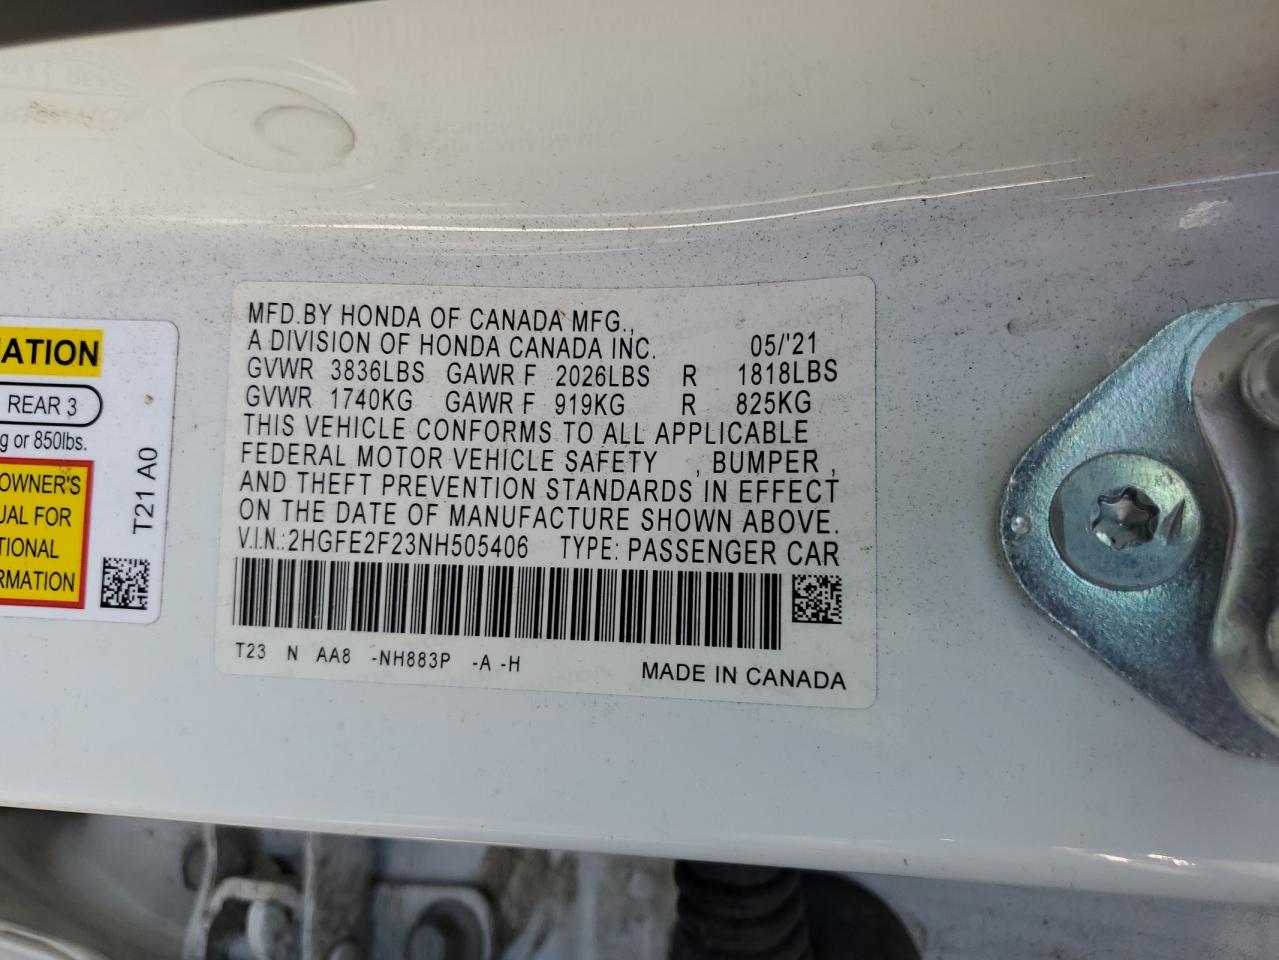 MATION
REAR 3
g or 850lbs.
OWNER'S
UAL FOR
TIONAL
RMATION
T21 A0
MFD.BY HONDA OF CANADA MFG.,
A DIVISION OF HONDA CANADA INC. 05/'21
GVWR 3836LBS GAWR F 2026LBS R 1818LBS
GVWR 1740KG GAWR F 919KG R 825KG
THIS VEHICLE CONFORMS TO ALL APPLICABLE
FEDERAL MOTOR VEHICLE SAFETY , BUMPER ,
AND THEFT PREVENTION STANDARDS IN EFFECT
ON THE DATE OF MANUFACTURE SHOWN ABOVE.
V.I.N.:2HGFE2F23NH505406 TYPE: PASSENGER CAR
T23 N AA8 -NH883P -A -H MADE IN CANADA